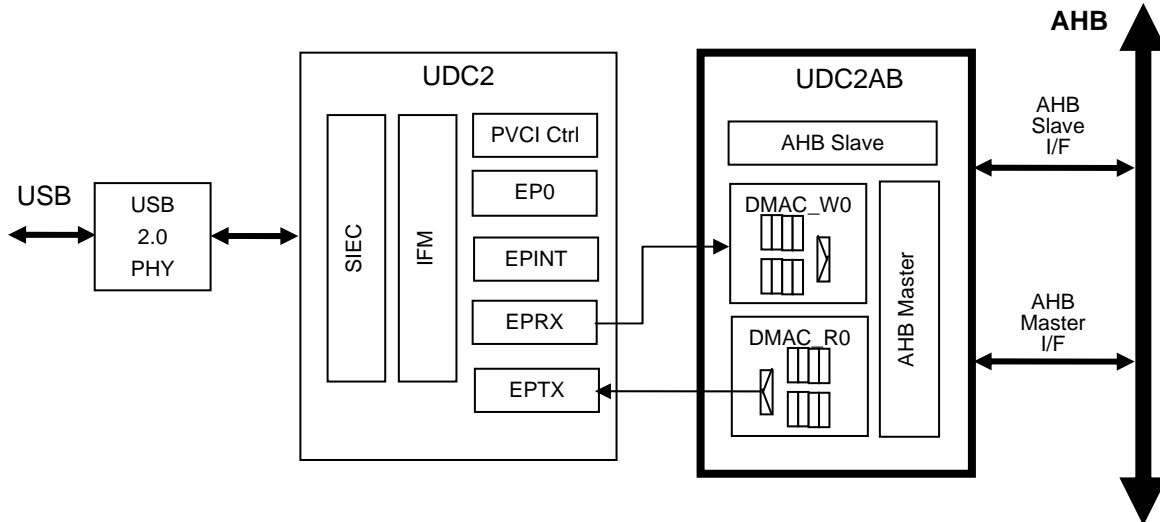 AHB
UDC2
UDC2AB
USB
USB
2.0
PHY
SIEC
IFM
PVCI Ctrl
EP0
EPINT
EPRX
EPTX
AHB Slave
DMAC_W0
DMAC_R0
AHB Master
AHB
Slave
I/F
AHB
Master
I/F